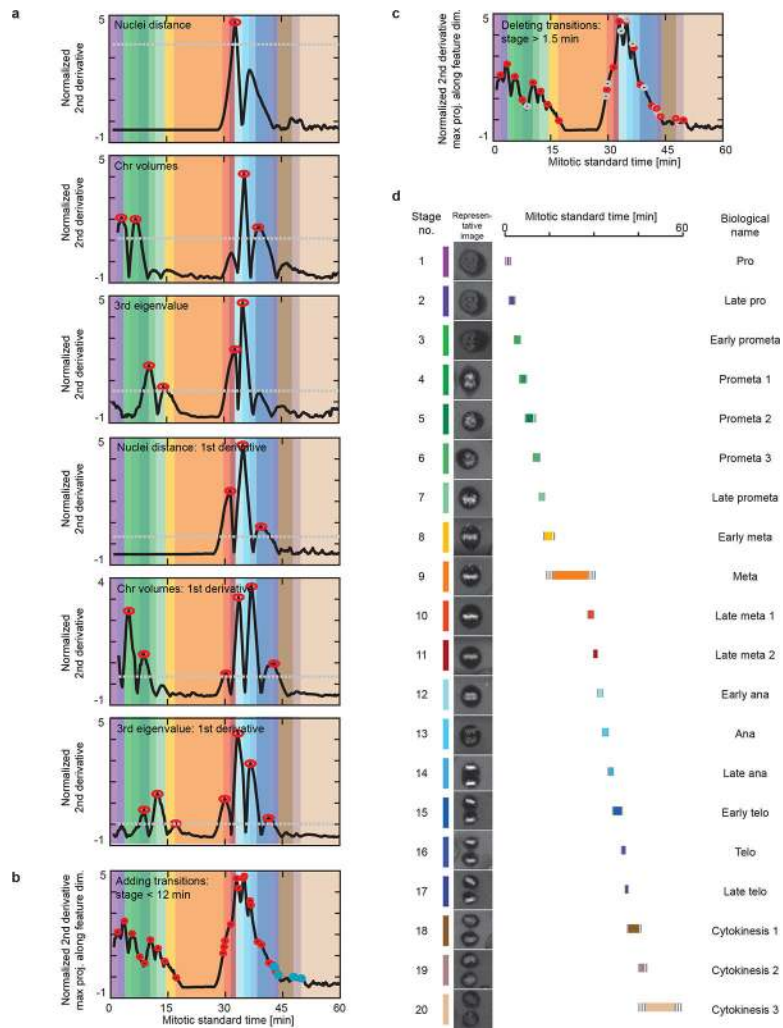 a
Nuclei distance
5
-1
Normalized
2nd derivative
Chr volumes
5
-1
Normalized
2nd derivative
3rd eigenvalue
5
-1
Normalized
2nd derivative
Nuclei distance: 1st derivative
5
-1
Normalized
2nd derivative
Chr volumes: 1st derivative
4
-1
Normalized
2nd derivative
3rd eigenvalue: 1st derivative
5
-1
Normalized
2nd derivative
0 15 30 45 60
b
Adding transitions:
stage < 12 min
5
-1
Normalized 2nd derivative
max proj. along feature dim.
0 15 30 45 60
Mitotic standard time [min]
c
Deleting transitions:
stage > 1.5 min
5
-1
Normalized 2nd derivative
max proj. along feature dim.
0 15 30 45 60
Mitotic standard time [min]
d
Stage
no.
Represen-
tative
image
Mitotic standard time [min]
0 60
Biological
name
1 Pro
2 Late pro
3 Early prometa
4 Prometa 1
5 Prometa 2
6 Prometa 3
7 Late prometa
8 Early meta
9 Meta
10 Late meta 1
11 Late meta 2
12 Early ana
13 Ana
14 Late ana
15 Early telo
16 Telo
17 Late telo
18 Cytokinesis 1
19 Cytokinesis 2
20 Cytokinesis 3